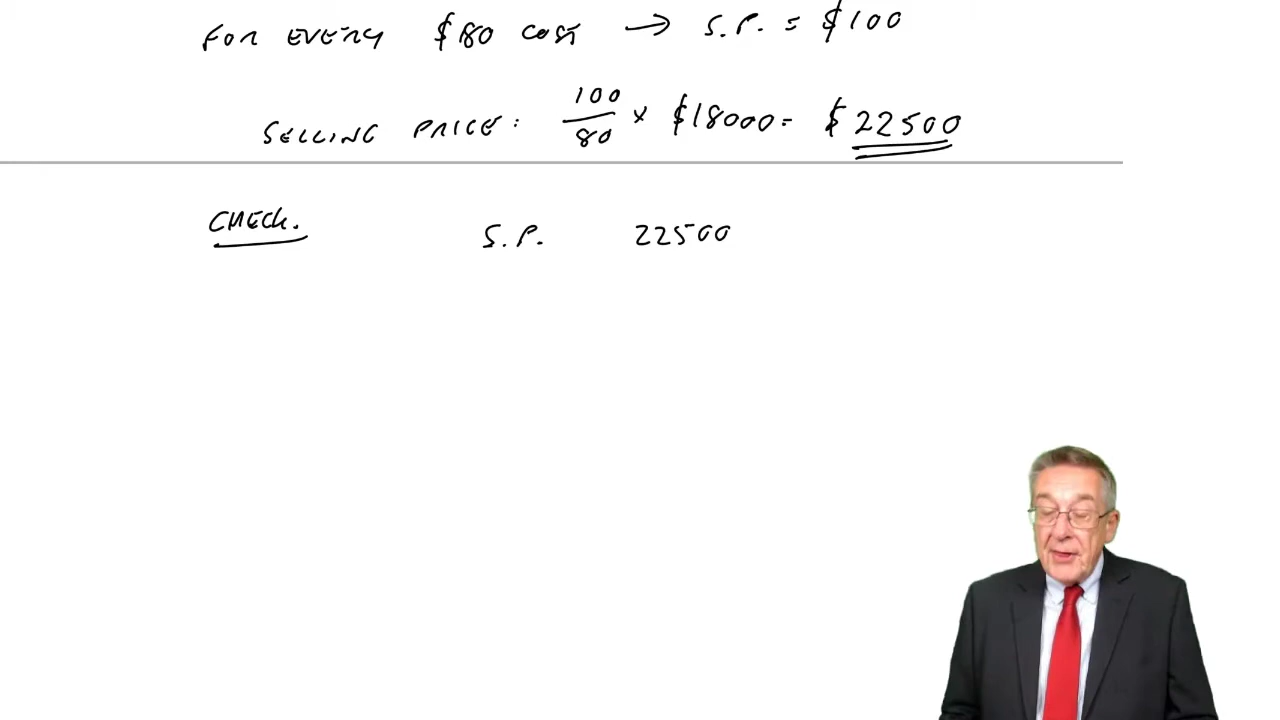 FOR EVERY $80 COST → S.P. = $100
SELLING PRICE: 100/80 × $18000 = $22500
CHECK.
S.P. 22500